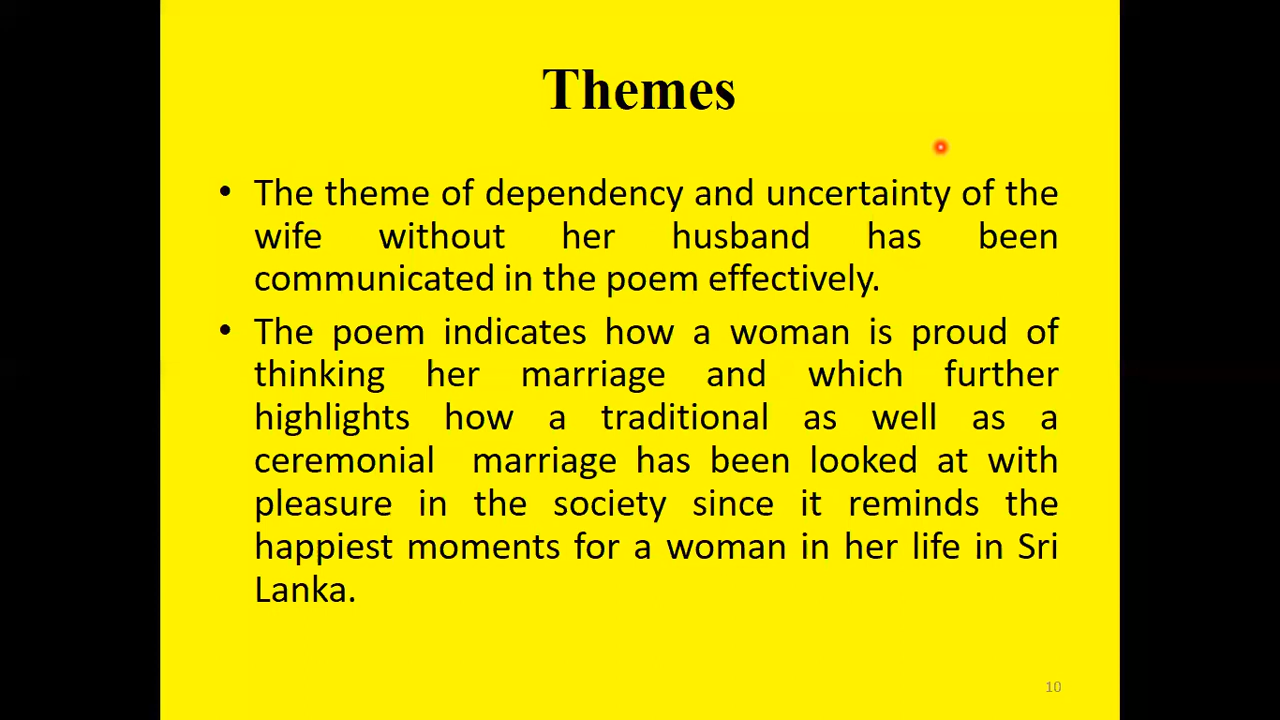 Themes
• The theme of dependency and uncertainty of the
wife without her husband has been
communicated in the poem effectively.
• The poem indicates how a woman is proud of
thinking her marriage and which further
highlights how a traditional as well as a
ceremonial marriage has been looked at with
pleasure in the society since it reminds the
happiest moments for a woman in her life in Sri
Lanka.
10